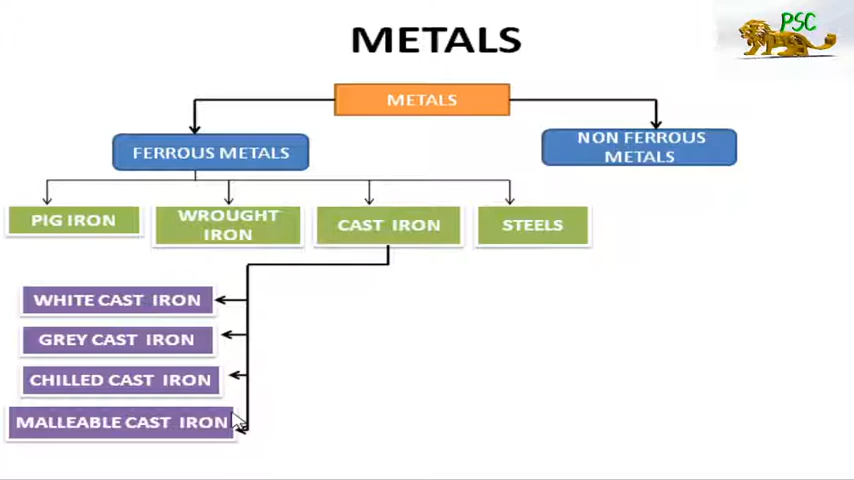 PSC
METALS
METALS
FERROUS METALS
NON FERROUS
METALS
PIG IRON
WROUGHT
IRON
CAST IRON
STEELS
WHITE CAST IRON
GREY CAST IRON
CHILLED CAST IRON
MALLEABLE CAST IRON